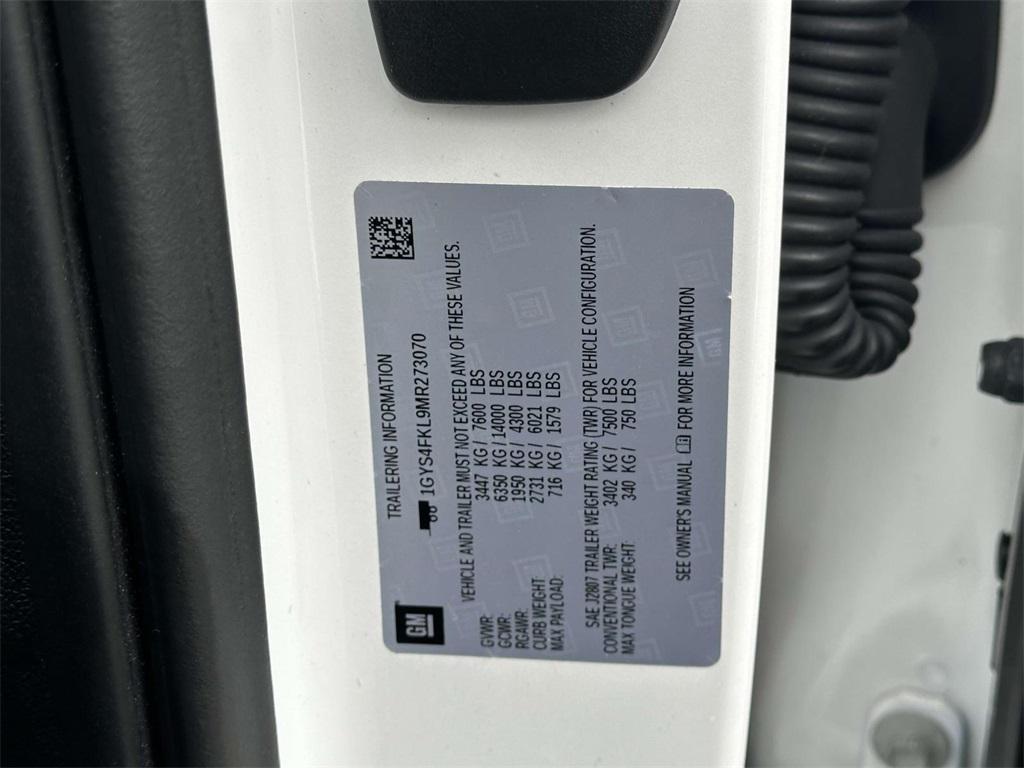 GM
TRAILERING INFORMATION
1GYS4FKL9MR273070
VEHICLE AND TRAILER MUST NOT EXCEED ANY OF THESE VALUES.
GVWR: 3447 KG/ 7600 LBS
GCWR: 6350 KG/ 14000 LBS
RGAWR: 1950 KG/ 4300 LBS
CURB WEIGHT: 2731 KG/ 6021 LBS
MAX PAYLOAD: 716 KG/ 1579 LBS
SAE J2807 TRAILER WEIGHT RATING (TWR) FOR VEHICLE CONFIGURATION.
CONVENTIONAL TWR: 3402 KG/ 7500 LBS
MAX TONGUE WEIGHT: 340 KG/ 750 LBS
SEE OWNER'S MANUAL FOR MORE INFORMATION